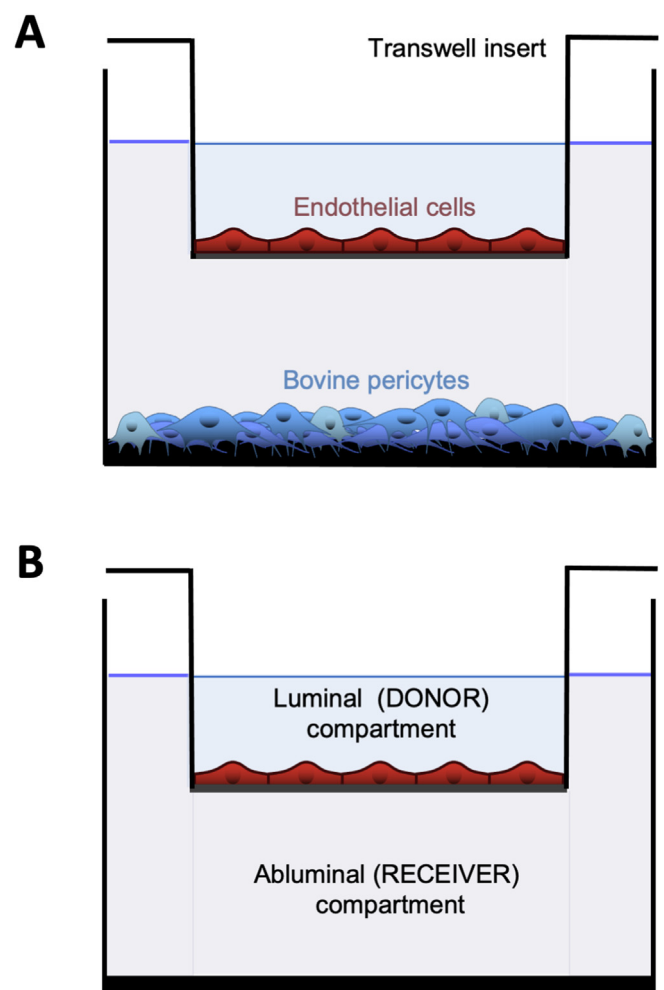 A
Transwell insert
Endothelial cells
Bovine pericytes
B
Luminal (DONOR)
compartment
Abluminal (RECEIVER)
compartment